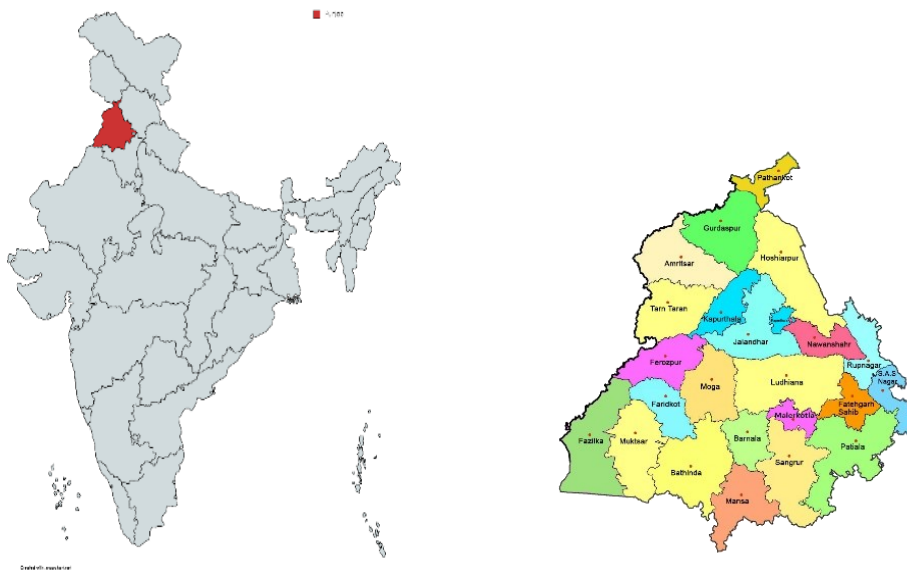 Pathankot
Gurdaspur
Hoshiarpur
Amritsar
Tarn Taran
Kapurthala
Jalandhar
Nawanshahr
Rupnagar
Ferozpur
S.A.S
Nagar
Moga
Ludhiana
Faridkot
Fatehgarh
Sahib
Malerkotla
Fazilka
Muktsar
Barnala
Patiala
Bathinda
Sangrur
Mansa